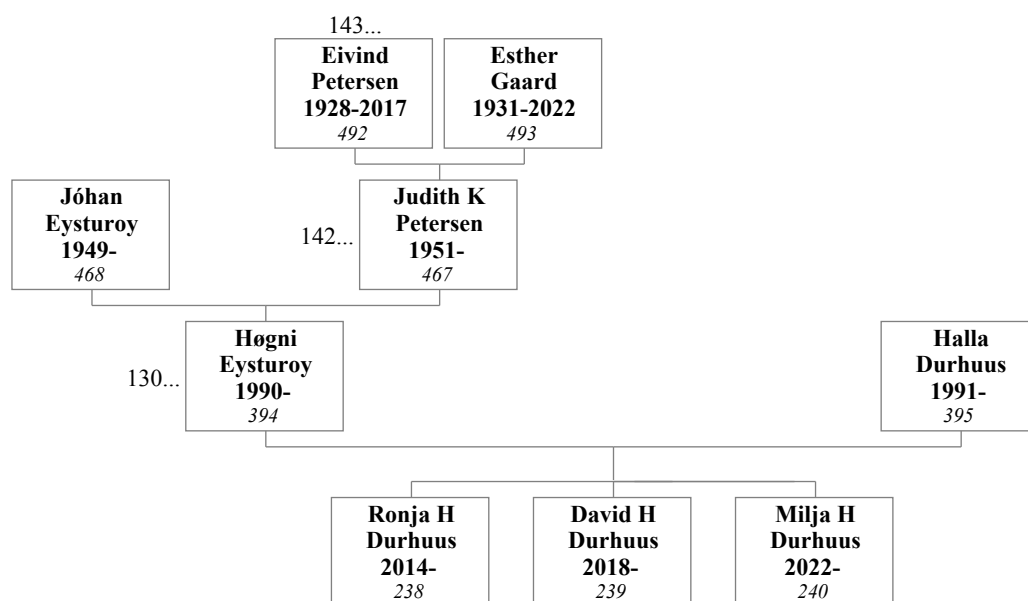 143...
Eivind
Petersen
1928-2017
492
Esther
Gaard
1931-2022
493
Jóhan
Eysturoy
1949-
468
142...
Judith K
Petersen
1951-
467
130...
Høgni
Eysturoy
1990-
394
Halla
Durhuus
1991-
395
Ronja H
Durhuus
2014-
238
David H
Durhuus
2018-
239
Milja H
Durhuus
2022-
240